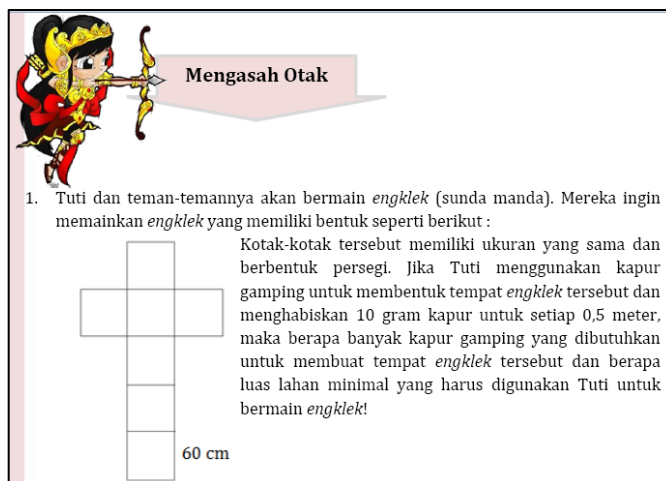 Mengasah Otak
1. Tuti dan teman-temannya akan bermain engklek (sunda manda). Mereka ingin
memainkan engklek yang memiliki bentuk seperti berikut :
Kotak-kotak tersebut memiliki ukuran yang sama dan
berbentuk persegi. Jika Tuti menggunakan kapur
gamping untuk membentuk tempat engklek tersebut dan
menghabiskan 10 gram kapur untuk setiap 0,5 meter,
maka berapa banyak kapur gamping yang dibutuhkan
untuk membuat tempat engklek tersebut dan berapa
luas lahan minimal yang harus digunakan Tuti untuk
bermain engklek!
60 cm